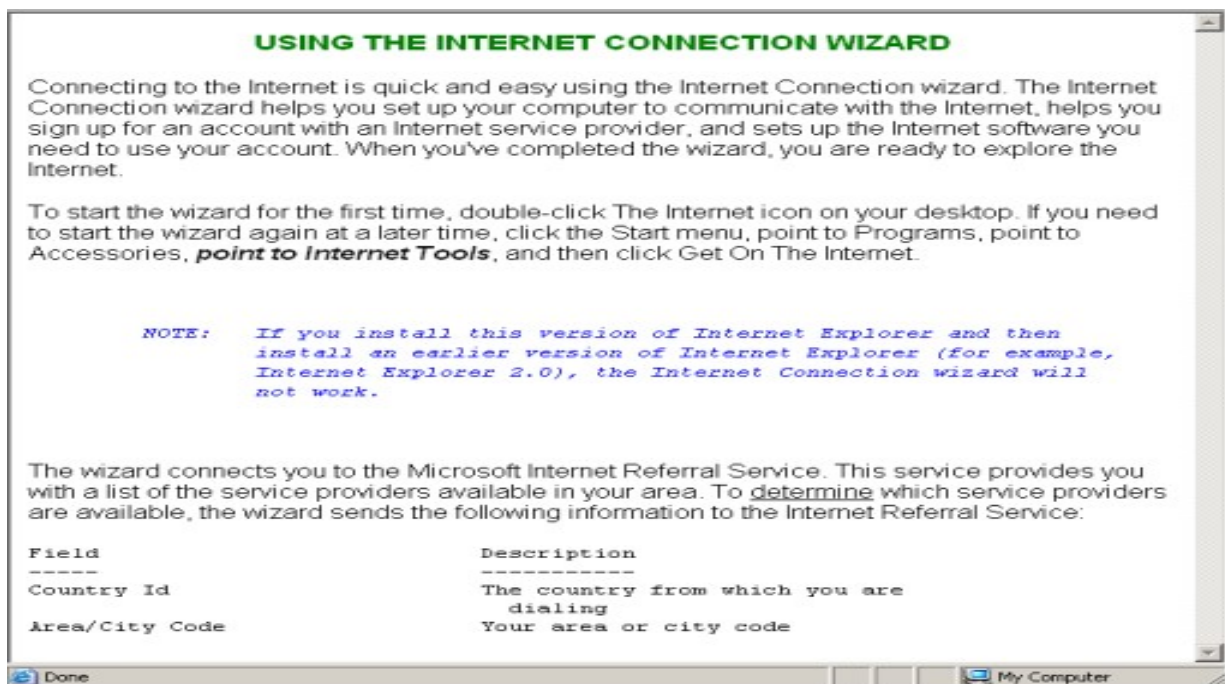 USING THE INTERNET CONNECTION WIZARD
Connecting to the Internet is quick and easy using the Internet Connection wizard. The Internet
Connection wizard helps you set up your computer to communicate with the Internet, helps you
sign up for an account with an Internet service provider, and sets up the Internet software you
need to use your account. When you've completed the wizard, you are ready to explore the
Internet.
To start the wizard for the first time, double-click The Internet icon on your desktop. If you need
to start the wizard again at a later time, click the Start menu, point to Programs, point to
Accessories, point to Internet Tools, and then click Get On The Internet.
NOTE: If you install this version of Internet Explorer and then
install an earlier version of Internet Explorer (for example,
Internet Explorer 2.0), the Internet Connection wizard will
not work.
The wizard connects you to the Microsoft Internet Referral Service. This service provides you
with a list of the service providers available in your area. To determine which service providers
are available, the wizard sends the following information to the Internet Referral Service:
Field Description
----- -----------
Country Id The country from which you are
dialing
Area/City Code Your area or city code
Done My Computer